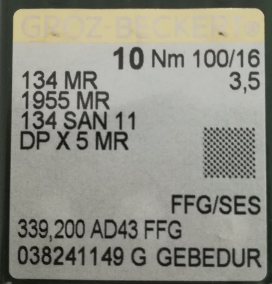 GROZ-BECKERT®
10 Nm 100/16
134 MR 3,5
1955 MR
134 SAN 11
DP X 5 MR
FFG/SES
339,200 AD43 FFG
038241149 G GEBEDUR